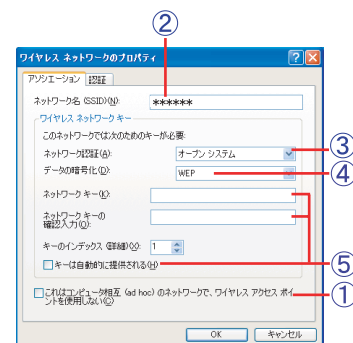 ②
ワイヤレス ネットワークのプロパティ
アソシエーション 認証
ネットワーク名 (SSID)(N): ******
ワイヤレス ネットワーク キー
このネットワークでは次のためのキーが必要:
ネットワーク認証(A): オープン システム ③
データの暗号化(D): WEP ④
ネットワーク キー(K):
ネットワーク キーの
確認入力(O):
キーのインデックス (詳細)(X): 1
キーは自動的に提供される(H) ⑤
これはコンピュータ相互 (ad hoc) のネットワークで、ワイヤレス アクセス ポイ ①
ントを使用しない(C)
OK キャンセル